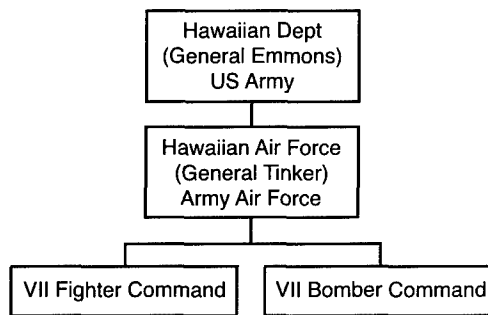 Hawaiian Dept
(General Emmons)
US Army
Hawaiian Air Force
(General Tinker)
Army Air Force
VII Fighter Command
VII Bomber Command